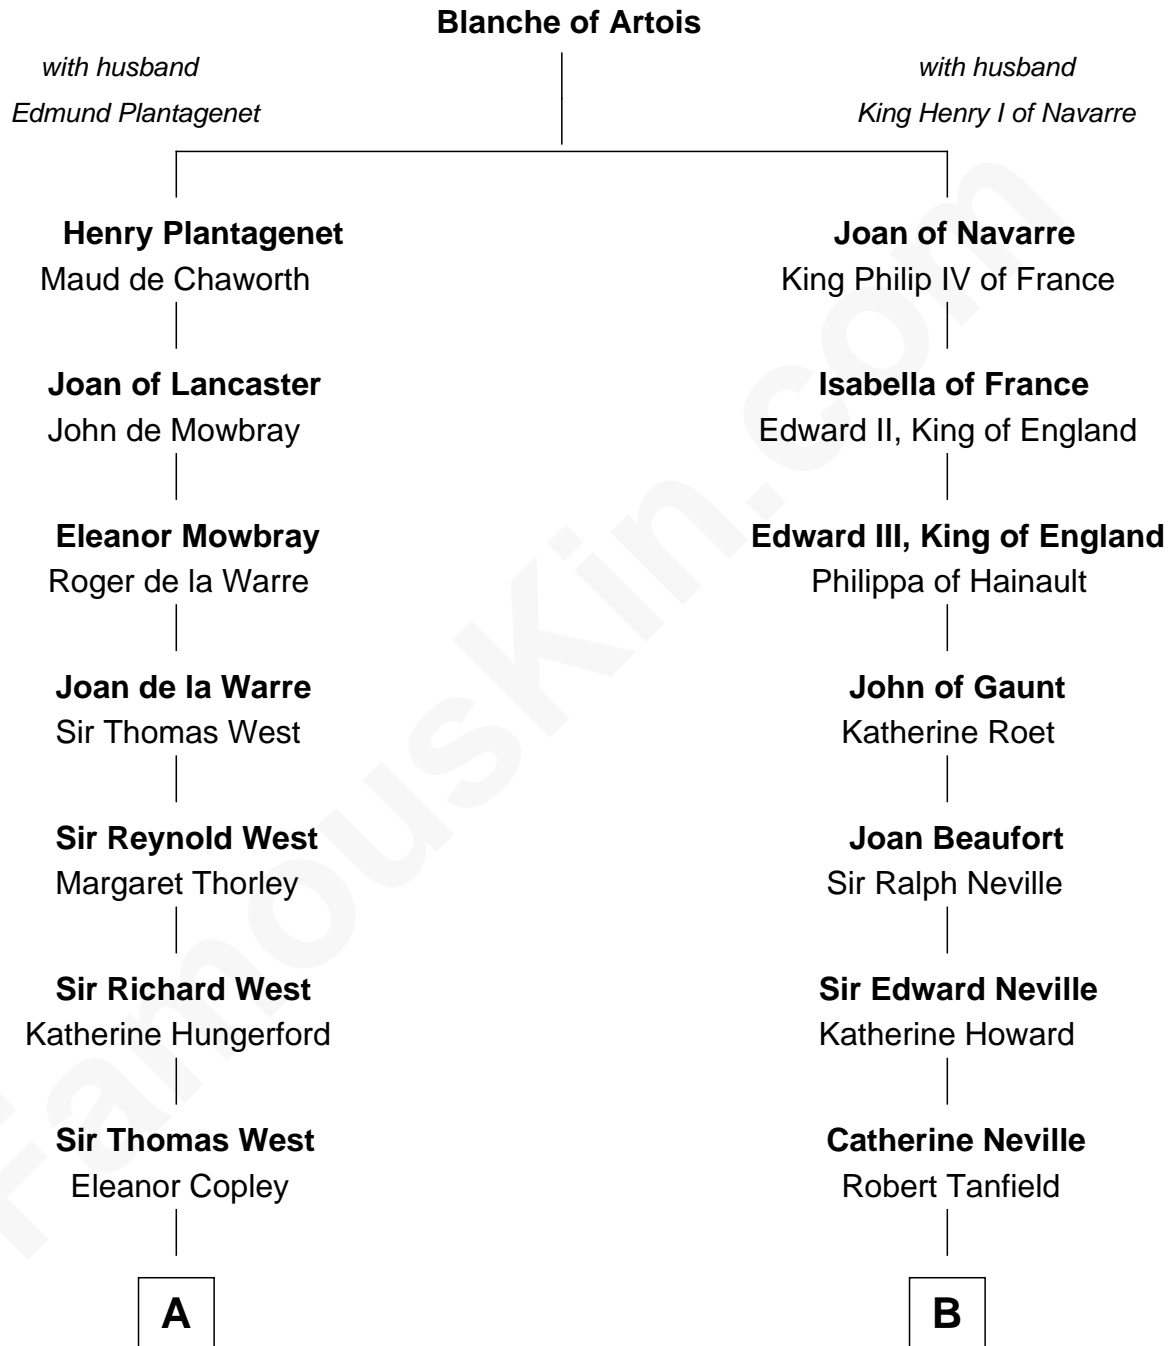 Blanche of Artois
with husband
Edmund Plantagenet
with husband
King Henry I of Navarre
Henry Plantagenet
Maud de Chaworth
Joan of Navarre
King Philip IV of France
Joan of Lancaster
John de Mowbray
Isabella of France
Edward II, King of England
Eleanor Mowbray
Roger de la Warre
Edward III, King of England
Philippa of Hainault
Joan de la Warre
Sir Thomas West
John of Gaunt
Katherine Roet
Sir Reynold West
Margaret Thorley
Joan Beaufort
Sir Ralph Neville
Sir Richard West
Katherine Hungerford
Sir Edward Neville
Katherine Howard
Sir Thomas West
Eleanor Copley
Catherine Neville
Robert Tanfield
A
B
FamousKin.com